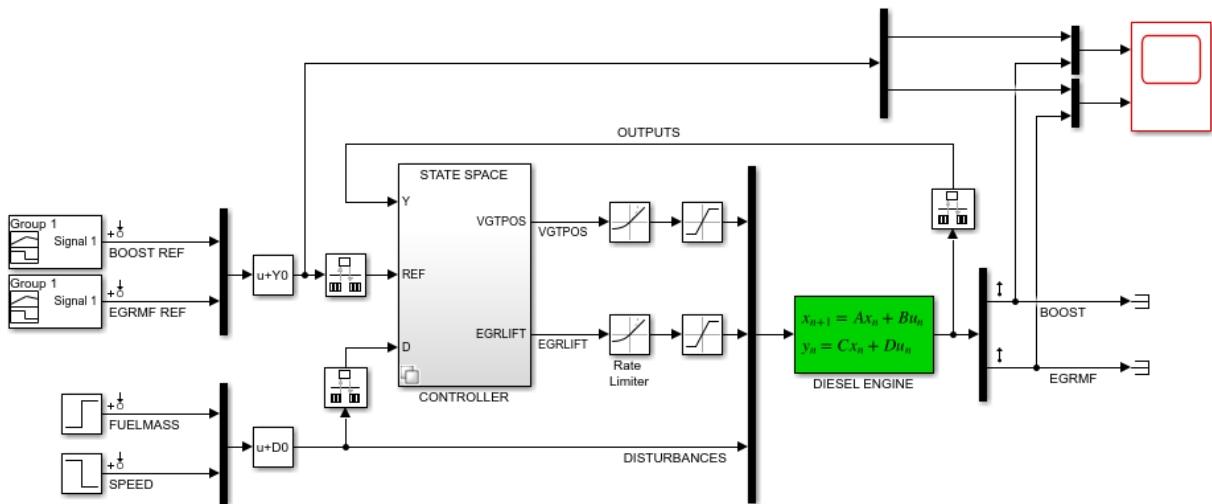 OUTPUTS
STATE SPACE
Y
REF
D
VGTPOS
EGRLIFT
CONTROLLER
VGTPOS
EGRLIFT
Rate
Limiter
Group 1
Signal 1
BOOST REF
Group 1
Signal 1
EGRMF REF
u+Y0
FUELMASS
SPEED
u+D0
DISTURBANCES
xₙ₊₁ = Axₙ + Buₙ
yₙ = Cxₙ + Duₙ
DIESEL ENGINE
BOOST
EGRMF